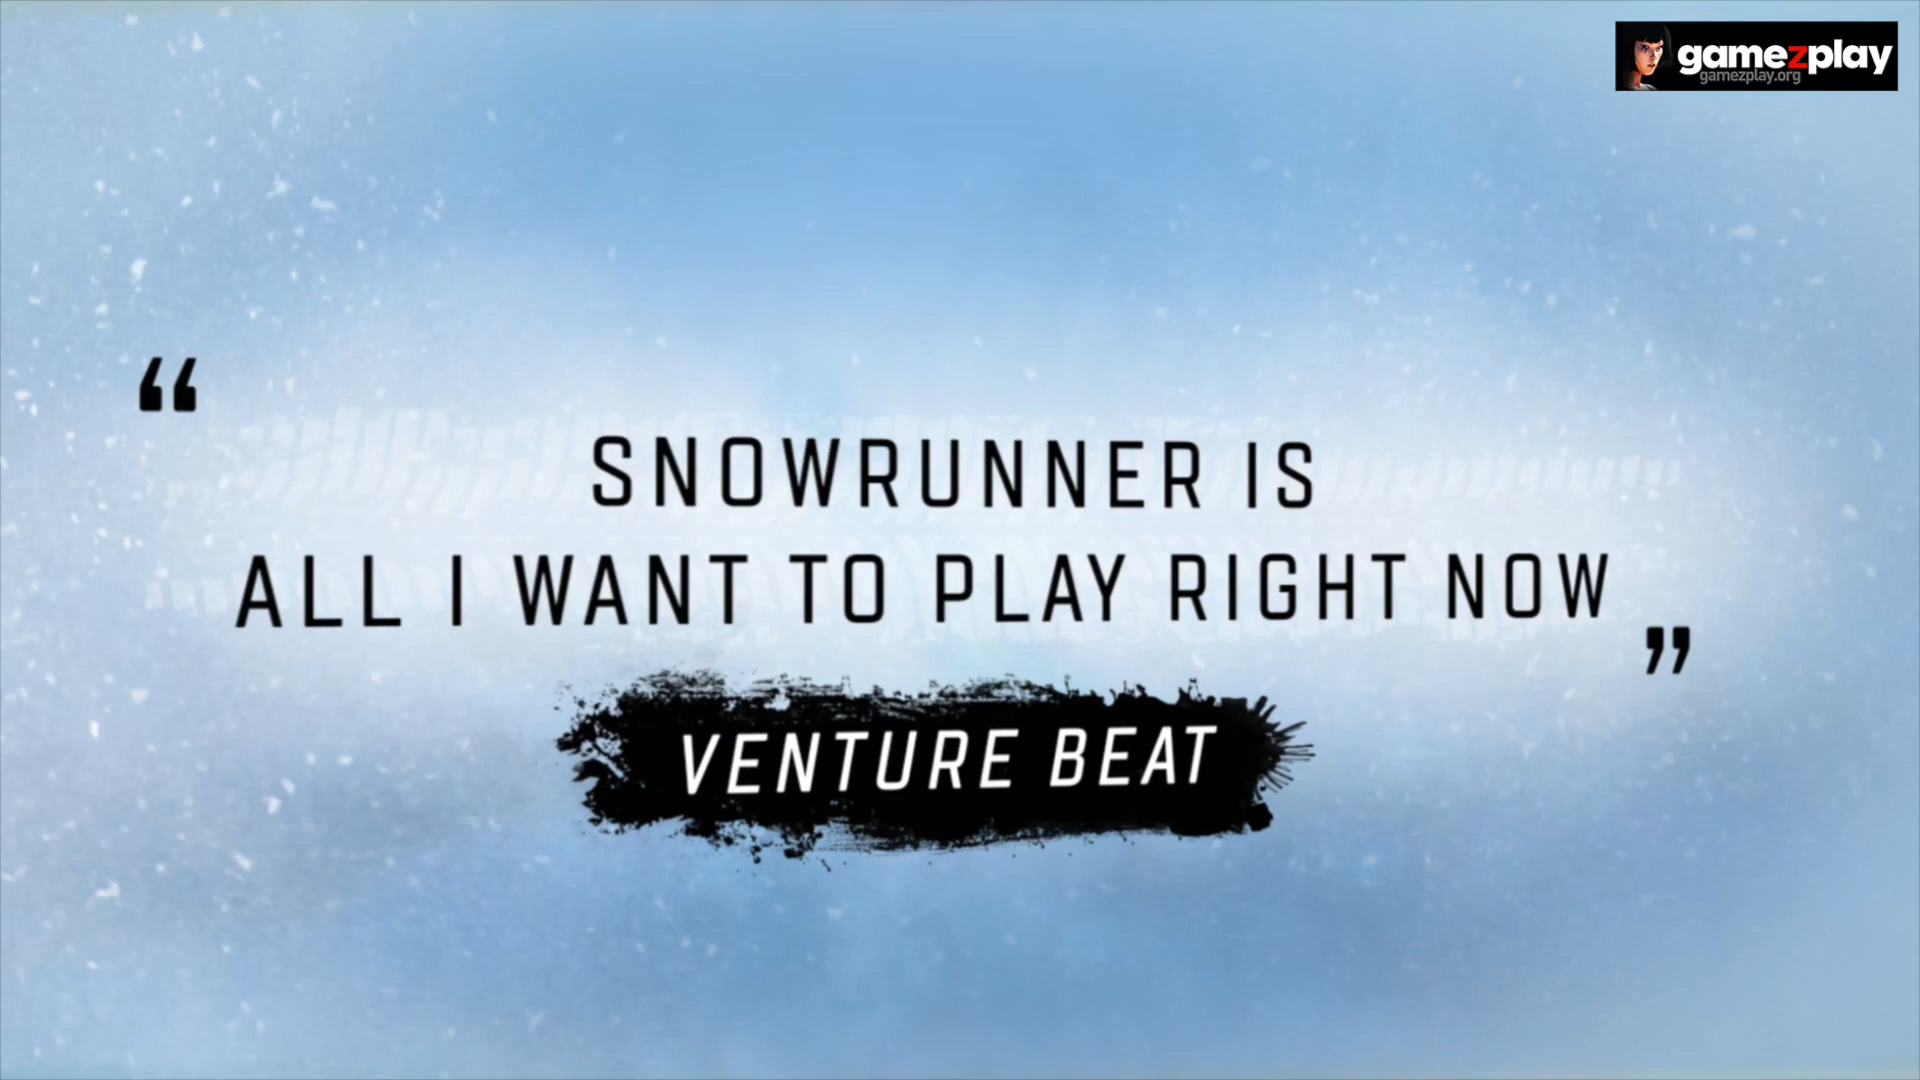 gamezplay
gamezplay.org
“
SNOWRUNNER IS
ALL I WANT TO PLAY RIGHT NOW
”
VENTURE BEAT